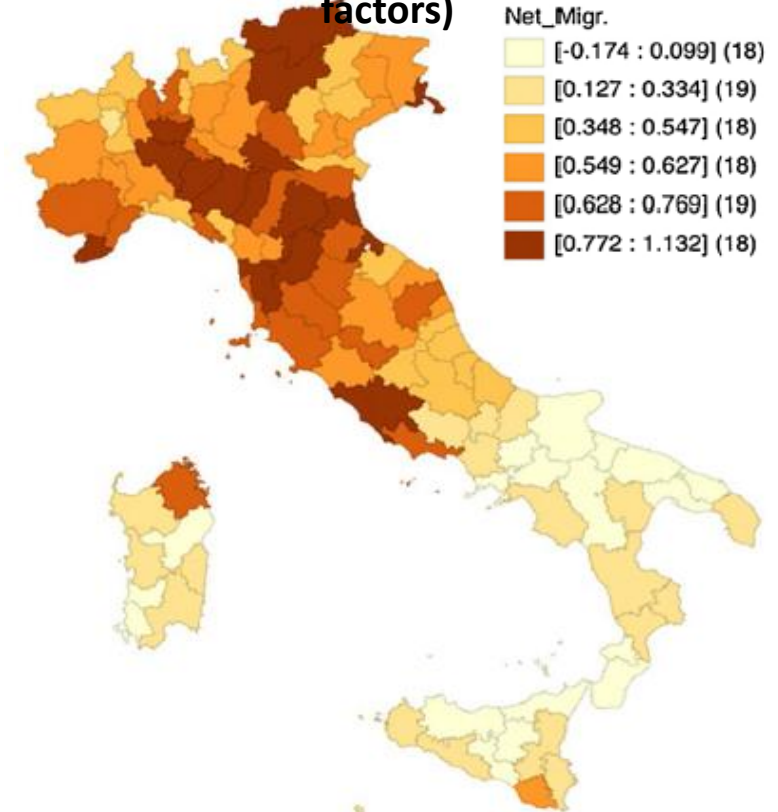 factors)
Net_Migr.
[-0.174 : 0.099] (18)
[0.127 : 0.334] (19)
[0.348 : 0.547] (18)
[0.549 : 0.627] (18)
[0.628 : 0.769] (19)
[0.772 : 1.132] (18)